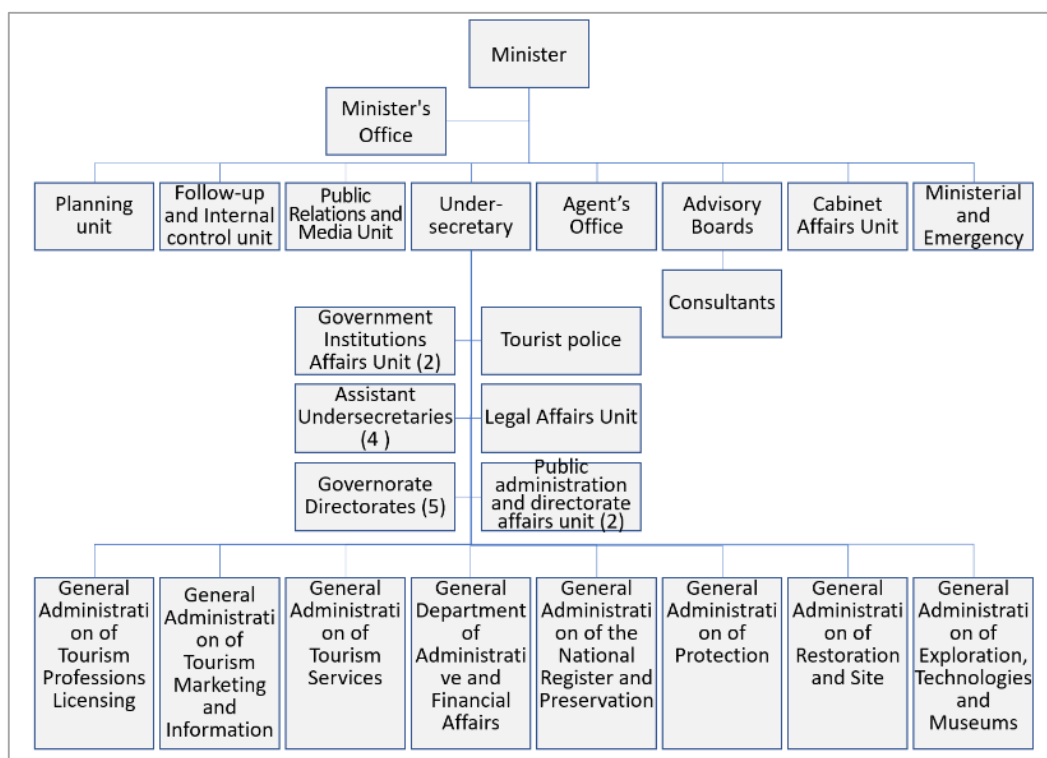 Minister
Minister's
Office
Planning
unit
Follow-up
and Internal
control unit
Public
Relations and
Media Unit
Under-
secretary
Agent’s
Office
Advisory
Boards
Cabinet
Affairs Unit
Ministerial
and
Emergency
Consultants
Government
Institutions
Affairs Unit (2)
Tourist police
Assistant
Undersecretaries
(4 )
Legal Affairs Unit
Governorate
Directorates (5)
Public
administration
and directorate
affairs unit (2)
General
Administrati
on of
Tourism
Professions
Licensing
General
Administrati
on of
Tourism
Marketing
and
Information
General
Administrati
on of
Tourism
Services
General
Department
of
Administrati
ve and
Financial
Affairs
General
Administrati
on of the
National
Register and
Preservation
General
Administrati
on of
Protection
General
Administrati
on of
Restoration
and Site
General
Administrati
on of
Exploration,
Technologies
and
Museums